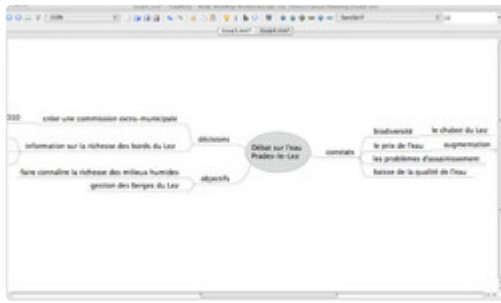 créer une commission extra-municipale
information sur la richesse des bords du Lez
décisions
faire connaître la richesse des milieux humides
gestion des berges du Lez
objectifs
Débat sur l'eau
Prades-le-Lez
constats
biodiversité
le chabot du Lez
le prix de l'eau
augmentation
les problèmes d'assainissement
baisse de la qualité de l'eau